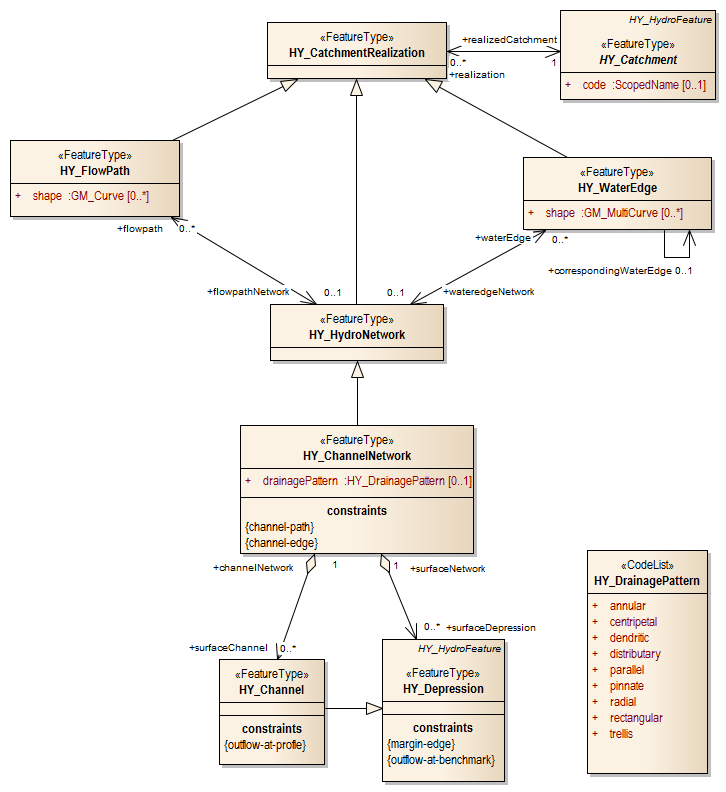 «FeatureType»
HY_CatchmentRealization
+realizedCatchment
0..*
1
+realization
HY_HydroFeature
«FeatureType»
HY_Catchment
+ code :ScopedName [0..1]
«FeatureType»
HY_FlowPath
+ shape :GM_Curve [0..*]
«FeatureType»
HY_WaterEdge
+ shape :GM_MultiCurve [0..*]
+flowpath
0..*
+waterEdge
0..*
+correspondingWaterEdge 0..1
+flowpathNetwork
0..1
0..1
+wateredgeNetwork
«FeatureType»
HY_HydroNetwork
«FeatureType»
HY_ChannelNetwork
+ drainagePattern :HY_DrainagePattern [0..1]
constraints
{channel-path}
{channel-edge}
+channelNetwork
1
1
+surfaceNetwork
+surfaceChannel
0..*
0..*
+surfaceDepression
«FeatureType»
HY_Channel
constraints
{outflow-at-profile}
HY_HydroFeature
«FeatureType»
HY_Depression
constraints
{margin-edge}
{outflow-at-benchmark}
«CodeList»
HY_DrainagePattern
+ annular
+ centripetal
+ dendritic
+ distributary
+ parallel
+ pinnate
+ radial
+ rectangular
+ trellis